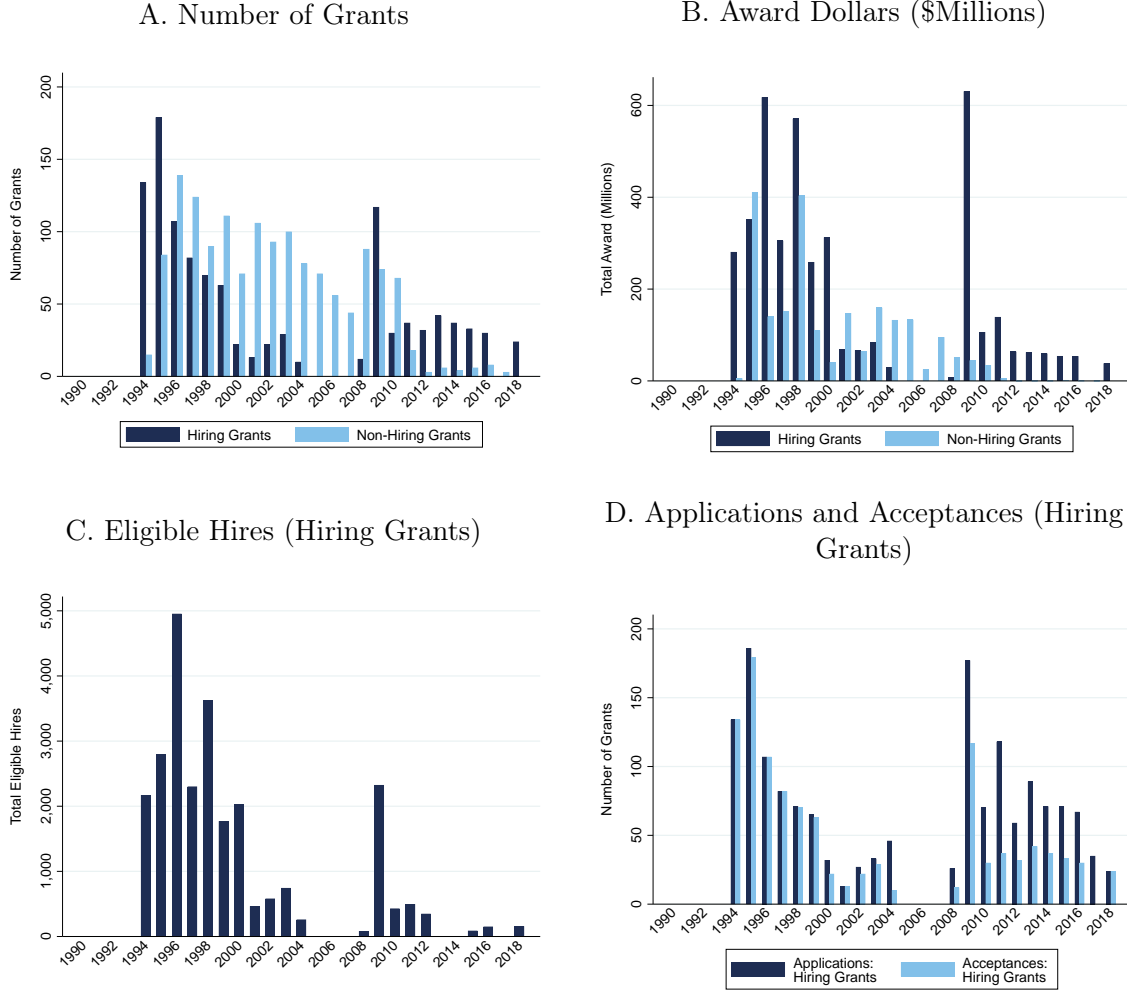 A. Number of Grants
200
150
100
50
0
Number of Grants
1990 1992 1994 1996 1998 2000 2002 2004 2006 2008 2010 2012 2014 2016 2018
Hiring Grants Non-Hiring Grants
B. Award Dollars ($Millions)
600
400
200
0
Total Award (Millions)
1990 1992 1994 1996 1998 2000 2002 2004 2006 2008 2010 2012 2014 2016 2018
Hiring Grants Non-Hiring Grants
C. Eligible Hires (Hiring Grants)
5,000
4,000
3,000
2,000
1,000
0
Total Eligible Hires
1990 1992 1994 1996 1998 2000 2002 2004 2006 2008 2010 2012 2014 2016 2018
D. Applications and Acceptances (Hiring
Grants)
200
150
100
50
0
Number of Grants
1990 1992 1994 1996 1998 2000 2002 2004 2006 2008 2010 2012 2014 2016 2018
Applications: Acceptances:
Hiring Grants Hiring Grants